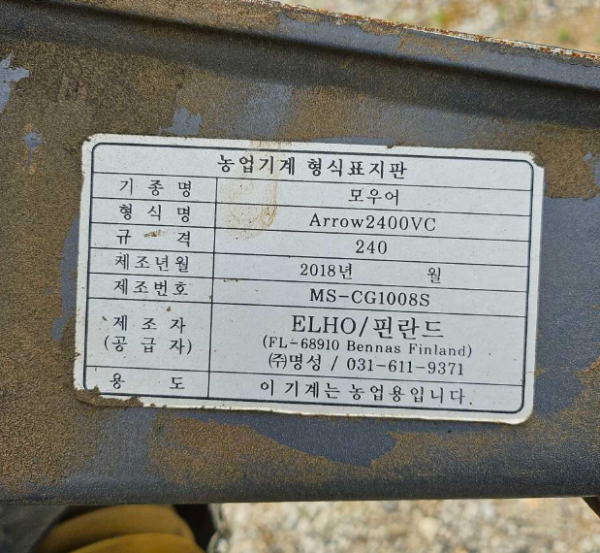 농업기계 형식표지판
기종명 모우어
형식명 Arrow2400VC
규격 240
제조년월 2018년 월
제조번호 MS-CG1008S
제조자 ELHO/핀란드
(공급자) (FL-68910 Bennas Finland)
(주)명성 / 031-611-9371
용도 이 기계는 농업용입니다.